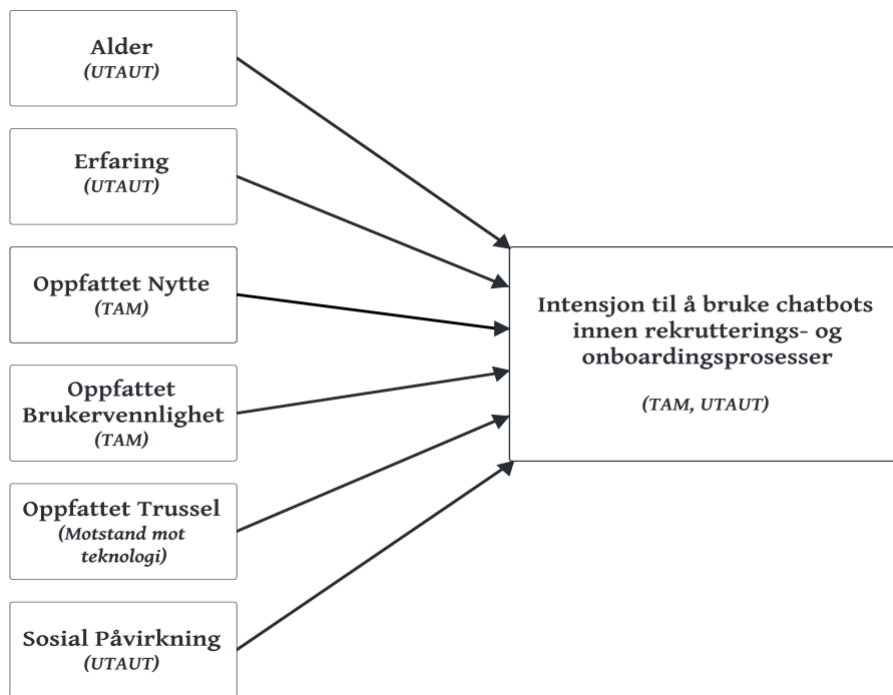 Alder
(UTAUT)
Erfaring
(UTAUT)
Oppfattet Nytte
(TAM)
Oppfattet
Brukervennlighet
(TAM)
Oppfattet Trussel
(Motstand mot
teknologi)
Sosial Påvirkning
(UTAUT)
Intensjon til å bruke chatbots
innen rekrutterings- og
onboardingsprosesser
(TAM, UTAUT)